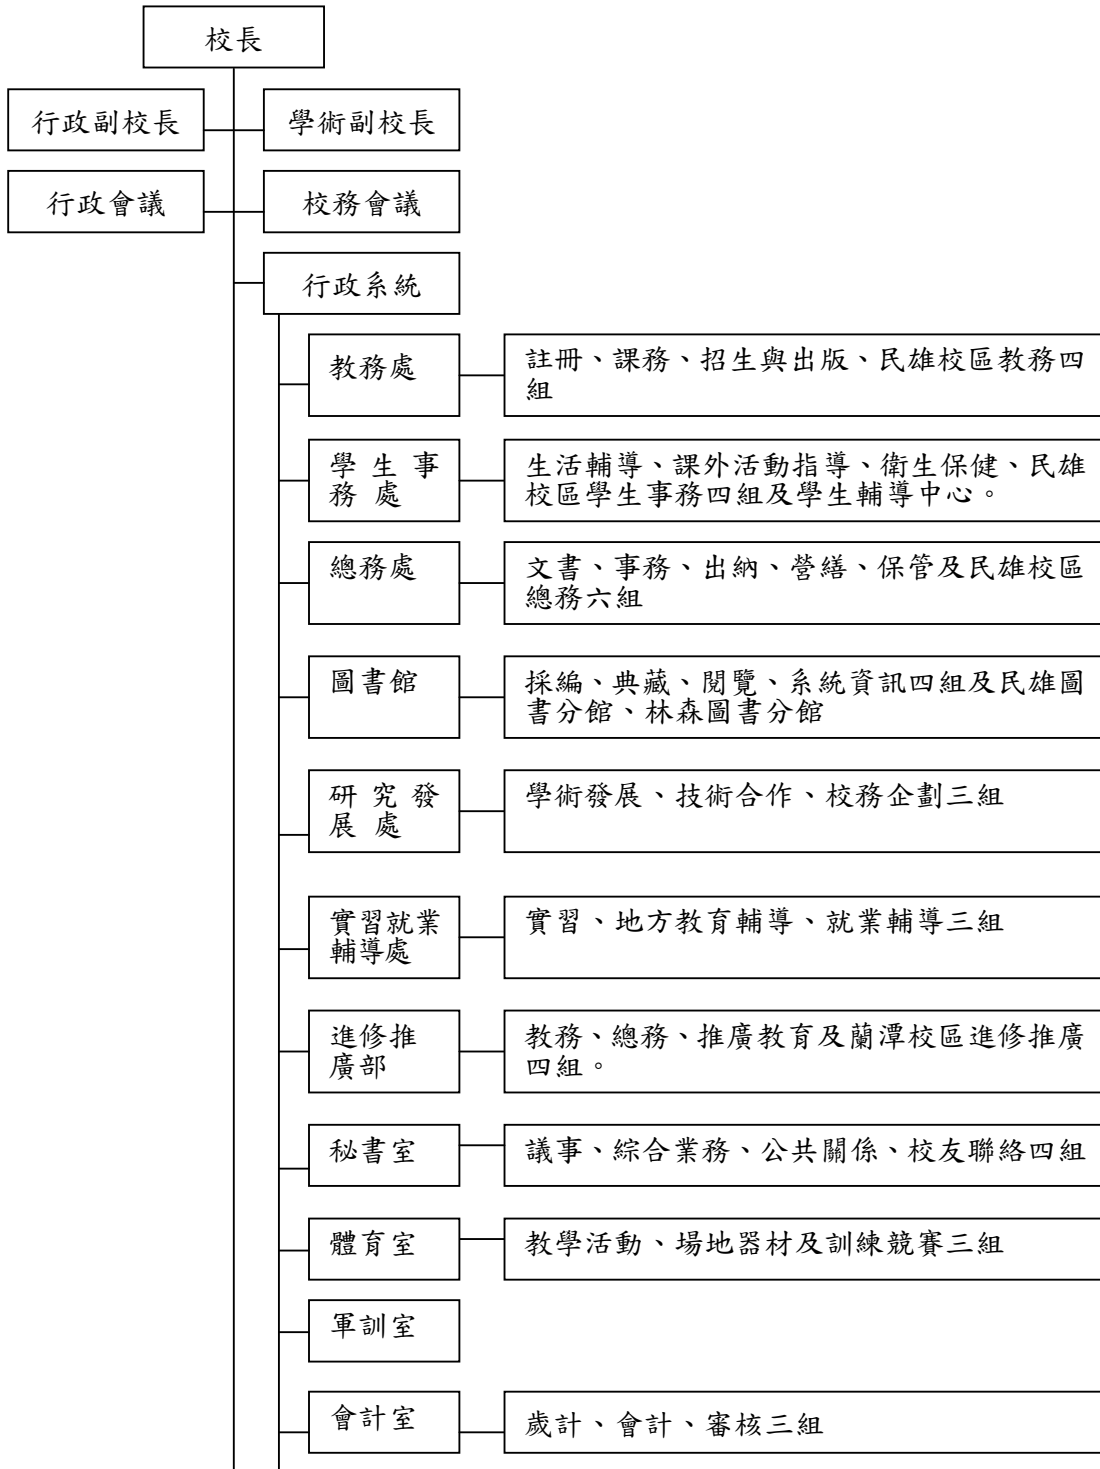 校長
行政副校長
學術副校長
行政會議
校務會議
行政系統
教務處
註冊、課務、招生與出版、民雄校區教務四
組
學生事
務處
生活輔導、課外活動指導、衛生保健、民雄
校區學生事務四組及學生輔導中心。
總務處
文書、事務、出納、營繕、保管及民雄校區
總務六組
圖書館
採編、典藏、閱覽、系統資訊四組及民雄圖
書分館、林森圖書分館
研究發
展處
學術發展、技術合作、校務企劃三組
實習就業
輔導處
實習、地方教育輔導、就業輔導三組
進修推
廣部
教務、總務、推廣教育及蘭潭校區進修推廣
四組。
秘書室
議事、綜合業務、公共關係、校友聯絡四組
體育室
教學活動、場地器材及訓練競賽三組
軍訓室
會計室
歲計、會計、審核三組